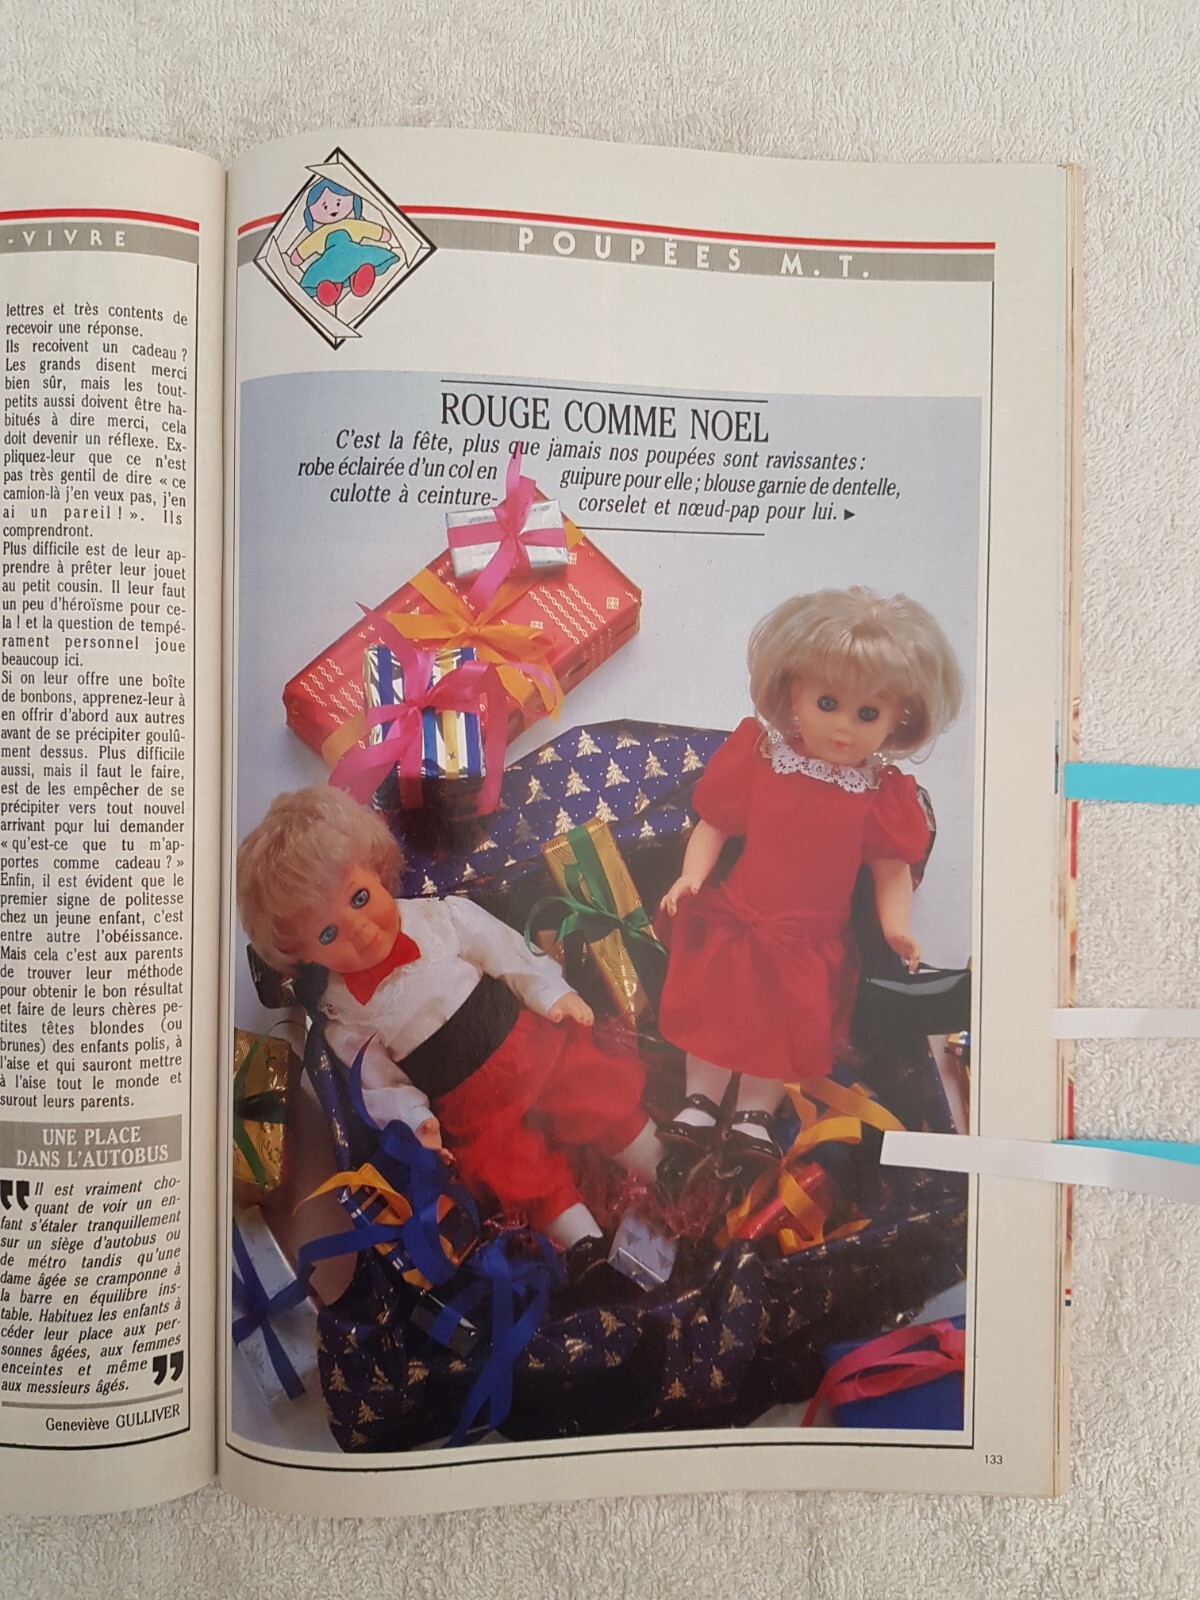 -VIVRE
lettres et très contents de
recevoir une réponse.
Ils recoivent un cadeau ?
Les grands disent merci
bien sûr, mais les tout-
petits aussi doivent être ha-
bitués à dire merci, cela
doit devenir un réflexe. Ex-
pliquez-leur que ce n'est
pas très gentil de dire « ce
camion-là j'en veux pas, j'en
ai un pareil ! ». Ils
comprendront.
Plus difficile est de leur ap-
prendre à prêter leur jouet
au petit cousin. Il leur faut
un peu d'héroïsme pour ce-
la ! et la question de tempé-
rament personnel joue
beaucoup ici.
Si on leur offre une boîte
de bonbons, apprenez-leur à
en offrir d'abord aux autres
avant de se précipiter goulû-
ment dessus. Plus difficile
aussi, mais il faut le faire,
est de les empêcher de se
précipiter vers tout nouvel
arrivant pour lui demander
« qu'est-ce que tu m'ap-
portes comme cadeau ? »
Enfin, il est évident que le
premier signe de politesse
chez un jeune enfant, c'est
entre autre l'obéissance.
Mais cela c'est aux parents
de trouver leur méthode
pour obtenir le bon résultat
et faire de leurs chères pe-
tites têtes blondes (ou
brunes) des enfants polis, à
l'aise et qui sauront mettre
à l'aise tout le monde et
surout leurs parents.
UNE PLACE
DANS L'AUTOBUS
❝Il est vraiment cho-
quant de voir un en-
fant s'étaler tranquillement
sur un siège d'autobus ou
de métro tandis qu'une
dame âgée se cramponne à
la barre en équilibre ins-
table. Habituez les enfants à
céder leur place aux per-
sonnes âgées, aux femmes
enceintes et même
aux messieurs âgés.❞
Geneviève GULLIVER
POUPÉES M.T.
ROUGE COMME NOEL
C'est la fête, plus que jamais nos poupées sont ravissantes :
robe éclairée d'un col en guipure pour elle ; blouse garnie de dentelle,
culotte à ceinture- corselet et nœud-pap pour lui. ►
133